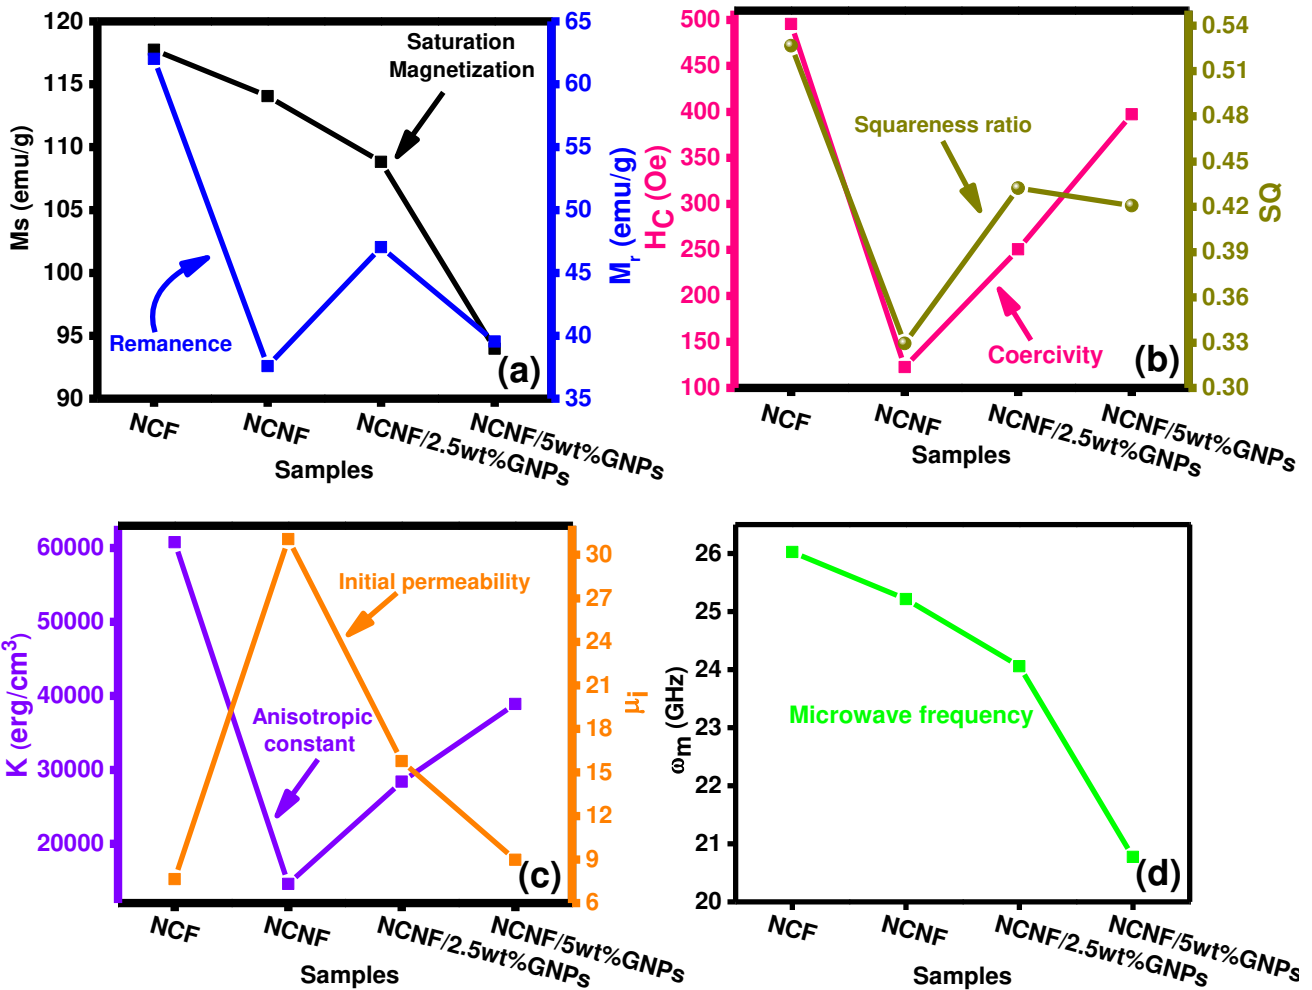 120
115
110
105
100
95
90
Ms (emu/g)
65
60
55
50
45
40
35
Mr (emu/g)
Saturation
Magnetization
Remanence
(a)
NCF
NCNF
NCNF/2.5wt%GNPs
NCNF/5wt%GNPs
Samples
500
450
400
350
300
250
200
150
100
HC (Oe)
0.54
0.51
0.48
0.45
0.42
0.39
0.36
0.33
0.30
SQ
Squareness ratio
Coercivity
(b)
NCF
NCNF
NCNF/2.5wt%GNPs
NCNF/5wt%GNPs
Samples
60000
50000
40000
30000
20000
K (erg/cm³)
30
27
24
21
18
15
12
9
6
μi
Initial permeability
Anisotropic
constant
(c)
NCF
NCNF
NCNF/2.5wt%GNPs
NCNF/5wt%GNPs
Samples
26
25
24
23
22
21
20
ωm (GHz)
Microwave frequency
(d)
NCF
NCNF
NCNF/2.5wt%GNPs
NCNF/5wt%GNPs
Samples